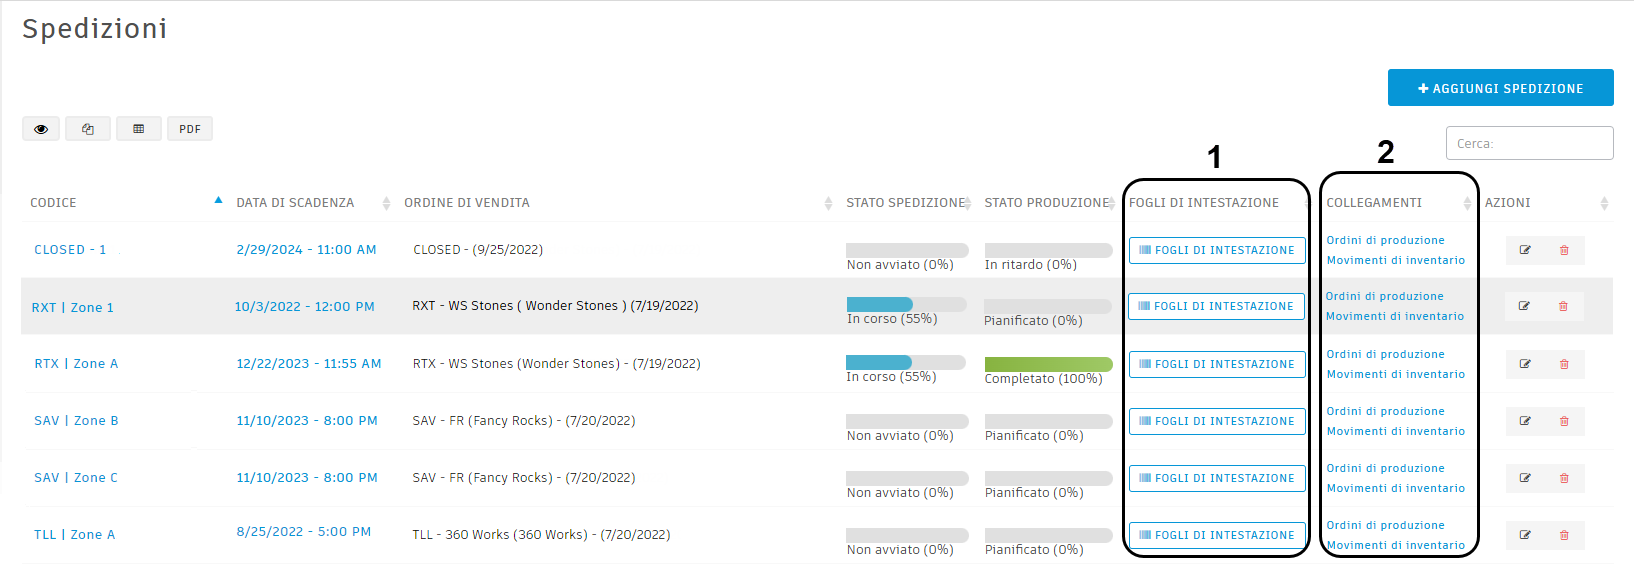 Spedizioni
AGGIUNGI SPEDIZIONE
PDF
Cerca:
1
2
CODICE DATA DI SCADENZA ORDINE DI VENDITA STATO SPEDIZIONE STATO PRODUZIONE FOGLI DI INTESTAZIONE COLLEGAMENTI AZIONI
CLOSED - 1 2/29/2024 - 11:00 AM CLOSED - (9/25/2022) Non avviato (0%) In ritardo (0%) FOGLI DI INTESTAZIONE Ordini di produzione
Movimenti di inventario
RXT | Zone 1 10/3/2022 - 12:00 PM RXT - WS Stones ( Wonder Stones ) (7/19/2022) In corso (55%) Pianificato (0%) FOGLI DI INTESTAZIONE Ordini di produzione
Movimenti di inventario
RTX | Zone A 12/22/2023 - 11:55 AM RTX - WS Stones (Wonder Stones) - (7/19/2022) In corso (55%) Completato (100%) FOGLI DI INTESTAZIONE Ordini di produzione
Movimenti di inventario
SAV | Zone B 11/10/2023 - 8:00 PM SAV - FR (Fancy Rocks) - (7/20/2022) Non avviato (0%) Pianificato (0%) FOGLI DI INTESTAZIONE Ordini di produzione
Movimenti di inventario
SAV | Zone C 11/10/2023 - 8:00 PM SAV - FR (Fancy Rocks) - (7/20/2022) Non avviato (0%) Pianificato (0%) FOGLI DI INTESTAZIONE Ordini di produzione
Movimenti di inventario
TLL | Zone A 8/25/2022 - 5:00 PM TLL - 360 Works (360 Works) - (7/20/2022) Non avviato (0%) Pianificato (0%) FOGLI DI INTESTAZIONE Ordini di produzione
Movimenti di inventario